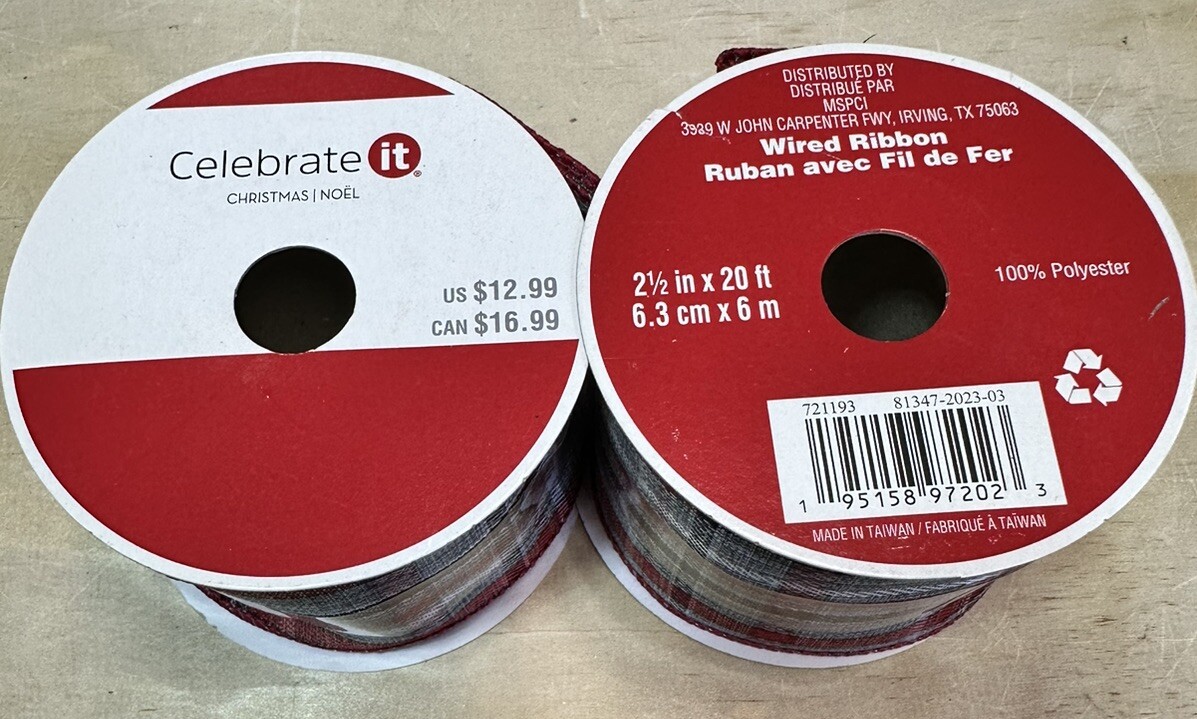 Celebrate it®
CHRISTMAS | NOËL
US $12.99
CAN $16.99
DISTRIBUTED BY
DISTRIBUÉ PAR
MSPCI
3939 W JOHN CARPENTER FWY, IRVING, TX 75063
Wired Ribbon
Ruban avec Fil de Fer
2½ in x 20 ft
6.3 cm x 6 m
100% Polyester
721193 81347-2023-03
1 95158 97202 3
MADE IN TAIWAN / FABRIQUÉ À TAÏWAN